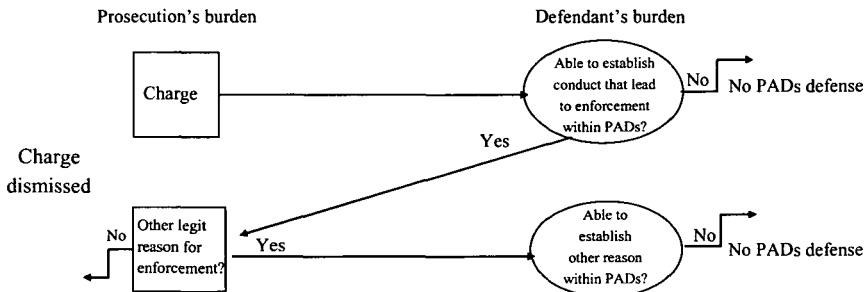 Prosecution's burden
Defendant's burden
Charge
Able to establish
conduct that lead
to enforcement
within PADs?
No
No PADs defense
Yes
Charge
dismissed
Other legit
reason for
enforcement?
No
Yes
Able to
establish
other reason
within PADs?
No
No PADs defense